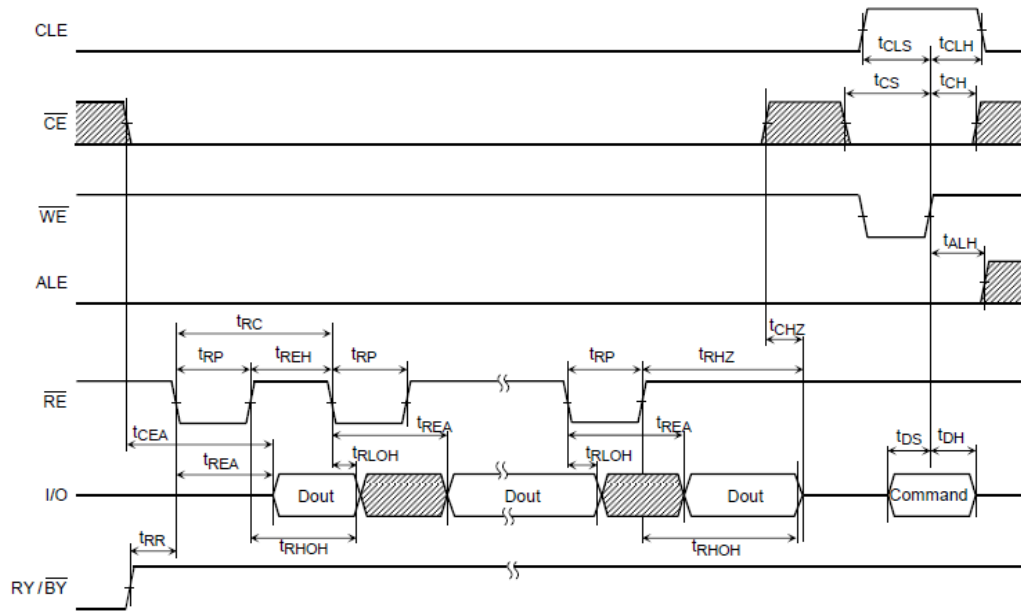 CLE
tCLS tCLH
tCS tCH
CE
WE
tALH
ALE
tRC
tCHZ
tRP tREH tRP tRP tRHZ
RE
tCEA tREA tREA
tREA tRLOH tRLOH tDS tDH
I/O Dout Dout Dout Command
tRR tRHOH tRHOH
RY/BY